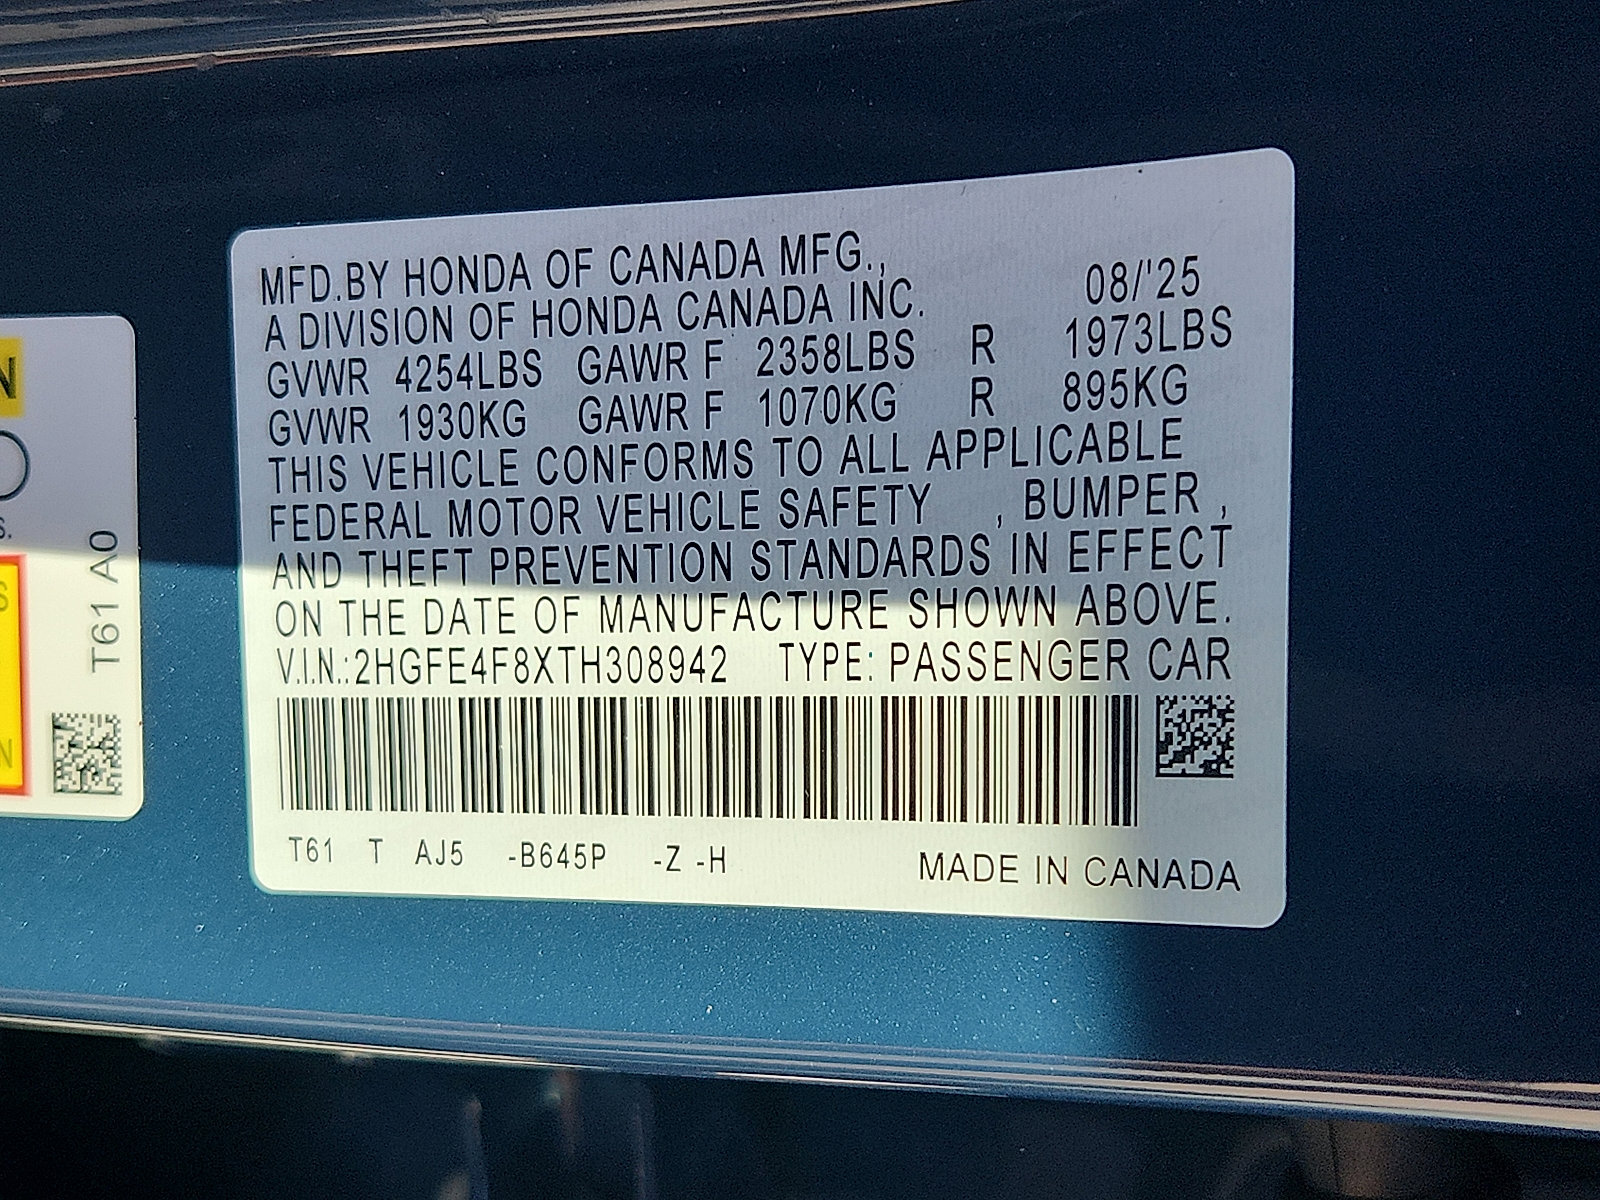 MFD.BY HONDA OF CANADA MFG.,
A DIVISION OF HONDA CANADA INC. 08/'25
GVWR 4254LBS GAWR F 2358LBS R 1973LBS
GVWR 1930KG GAWR F 1070KG R 895KG
THIS VEHICLE CONFORMS TO ALL APPLICABLE
FEDERAL MOTOR VEHICLE SAFETY , BUMPER ,
AND THEFT PREVENTION STANDARDS IN EFFECT
ON THE DATE OF MANUFACTURE SHOWN ABOVE.
V.I.N.:2HGFE4F8XTH308942 TYPE: PASSENGER CAR
T61 T AJ5 -B645P -Z -H MADE IN CANADA
T61 A0